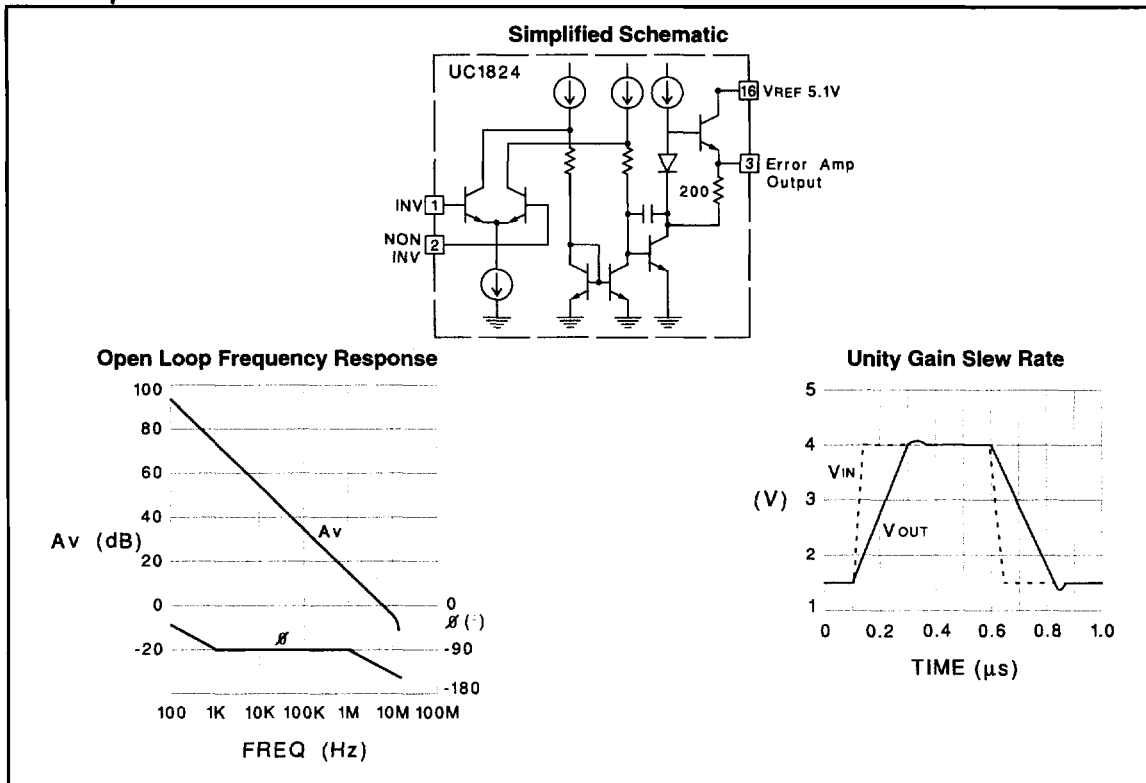 Simplified Schematic
UC1824
16 VREF 5.1V
3 Error Amp
Output
200
INV 1
NON 2
INV
Open Loop Frequency Response
100
80
60
40
20
0
-20
Av (dB)
Av
ø
0
ø (°)
-90
-180
100 1K 10K 100K 1M 10M 100M
FREQ (Hz)
Unity Gain Slew Rate
5
4
3
2
1
(V)
VIN
VOUT
0 0.2 0.4 0.6 0.8 1.0
TIME (µs)